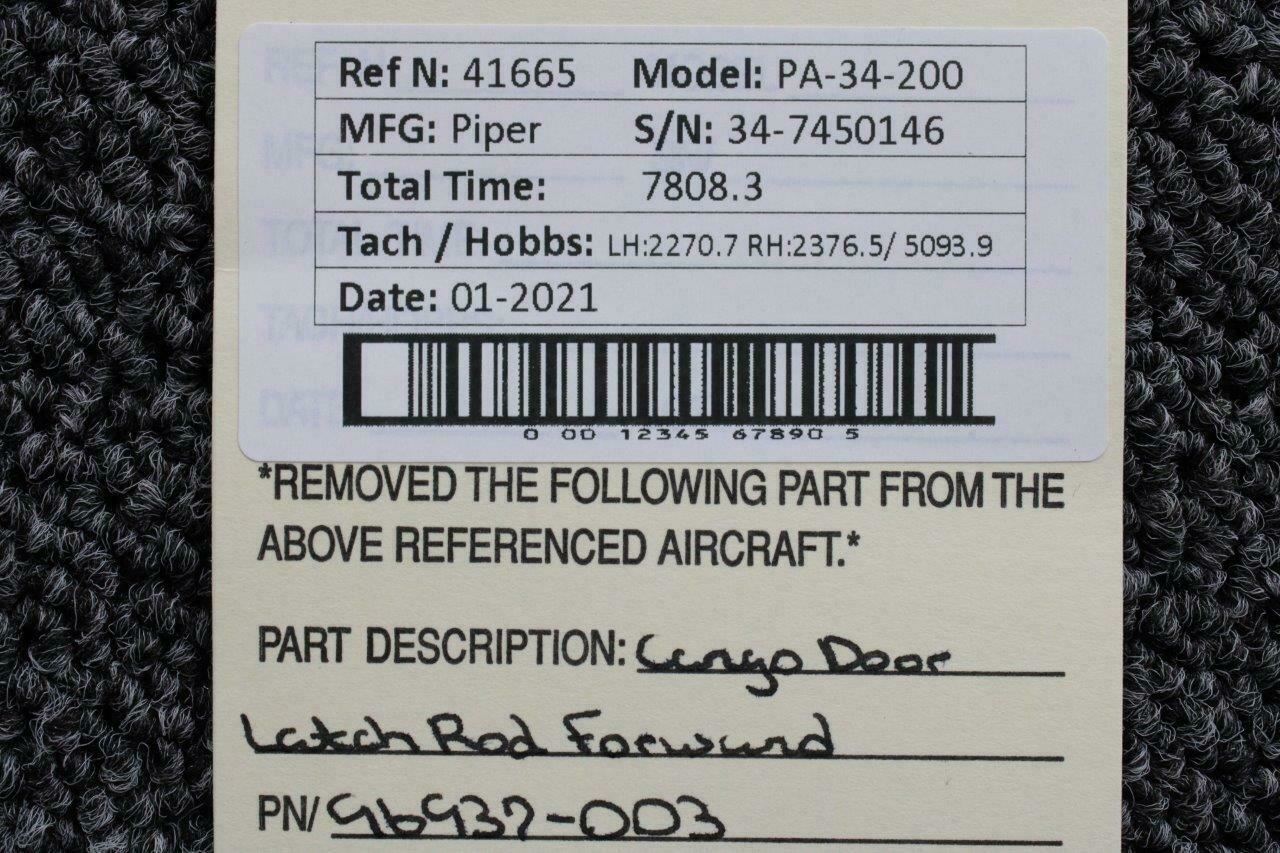 Ref N: 41665 Model: PA-34-200
MFG: Piper S/N: 34-7450146
Total Time: 7808.3
Tach / Hobbs: LH:2270.7 RH:2376.5/ 5093.9
Date: 01-2021
0 00 12345 67890 5
*REMOVED THE FOLLOWING PART FROM THE
ABOVE REFERENCED AIRCRAFT.*
PART DESCRIPTION: Cargo Door
Latch Rod Forward
PN/ 96937-003